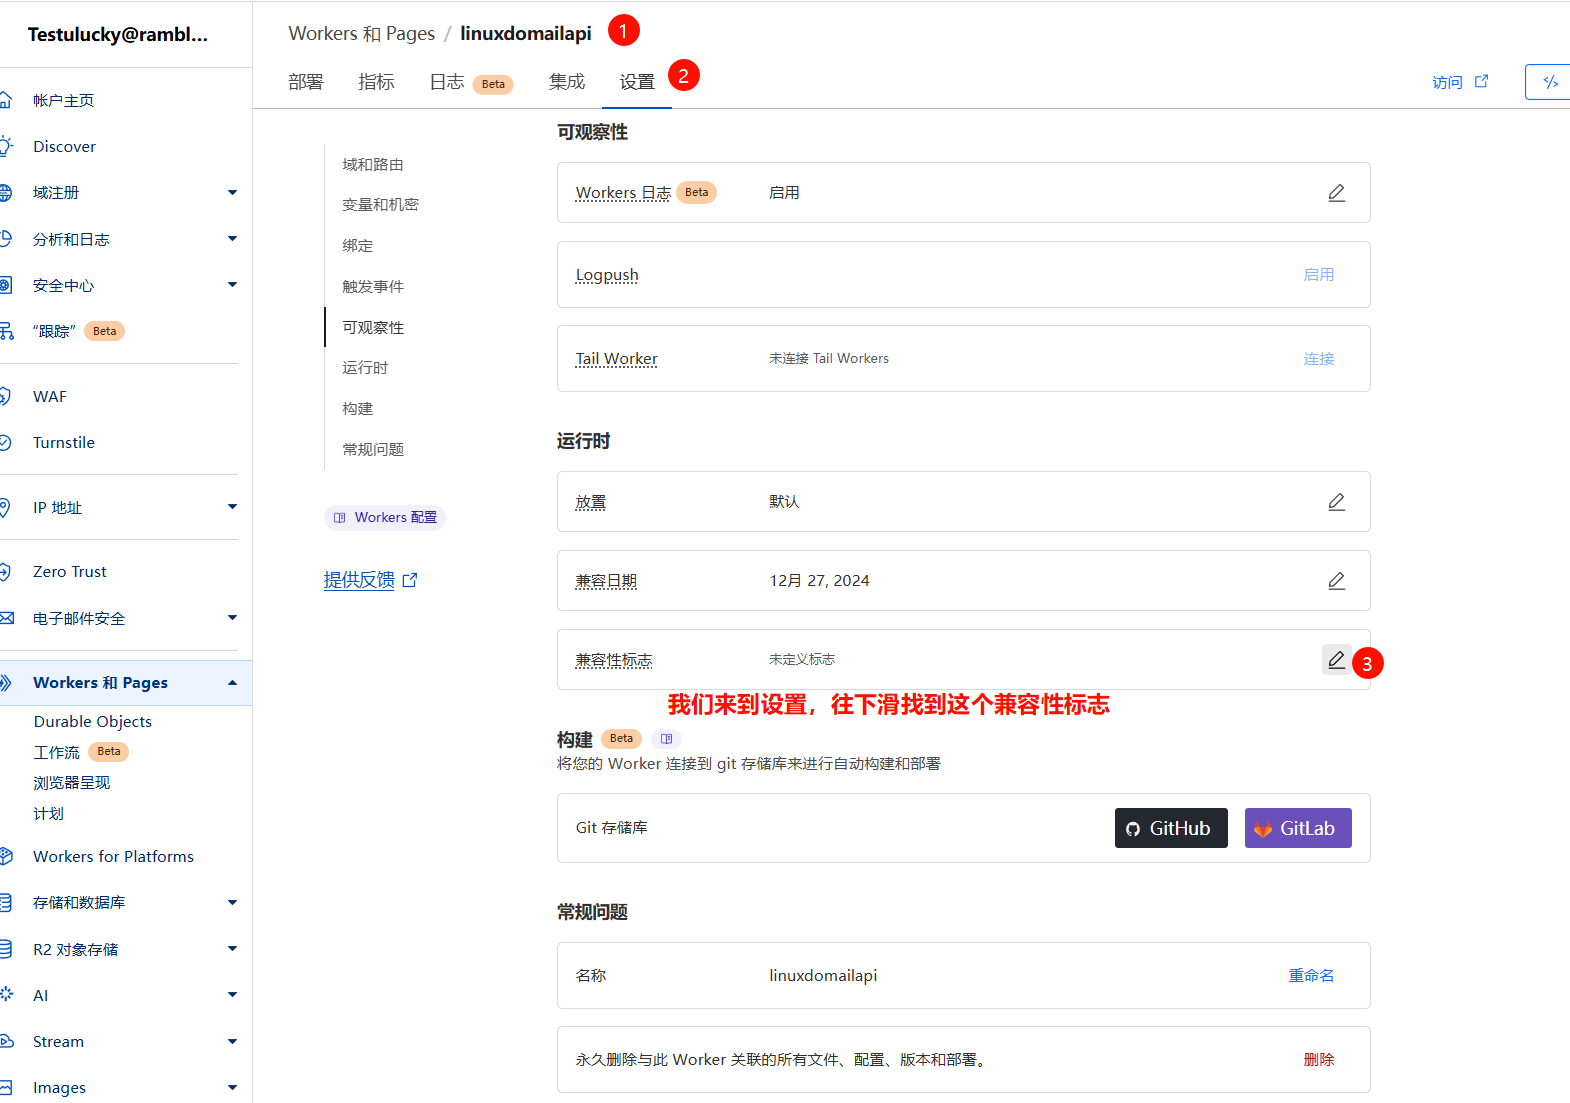 Testulucky@rambl...
帐户主页
Discover
域注册
分析和日志
安全中心
“跟踪” Beta
WAF
Turnstile
IP 地址
Zero Trust
电子邮件安全
Workers 和 Pages
Durable Objects
工作流 Beta
浏览器呈现
计划
Workers for Platforms
存储和数据库
R2 对象存储
AI
Stream
Images
Workers 和 Pages / linuxdomailapi 1
部署 指标 日志 Beta 集成 设置 2
访问 </>
域和路由
变量和机密
绑定
触发事件
可观察性
运行时
构建
常规问题
Workers 配置
提供反馈
可观察性
Workers 日志 Beta 启用
Logpush 启用
Tail Worker 未连接 Tail Workers 连接
运行时
放置 默认
兼容日期 12月 27, 2024
兼容性标志 未定义标志 3
我们来到设置，往下滑找到这个兼容性标志
构建 Beta
将您的 Worker 连接到 git 存储库来进行自动构建和部署
Git 存储库 GitHub GitLab
常规问题
名称 linuxdomailapi 重命名
永久删除与此 Worker 关联的所有文件、配置、版本和部署。 删除